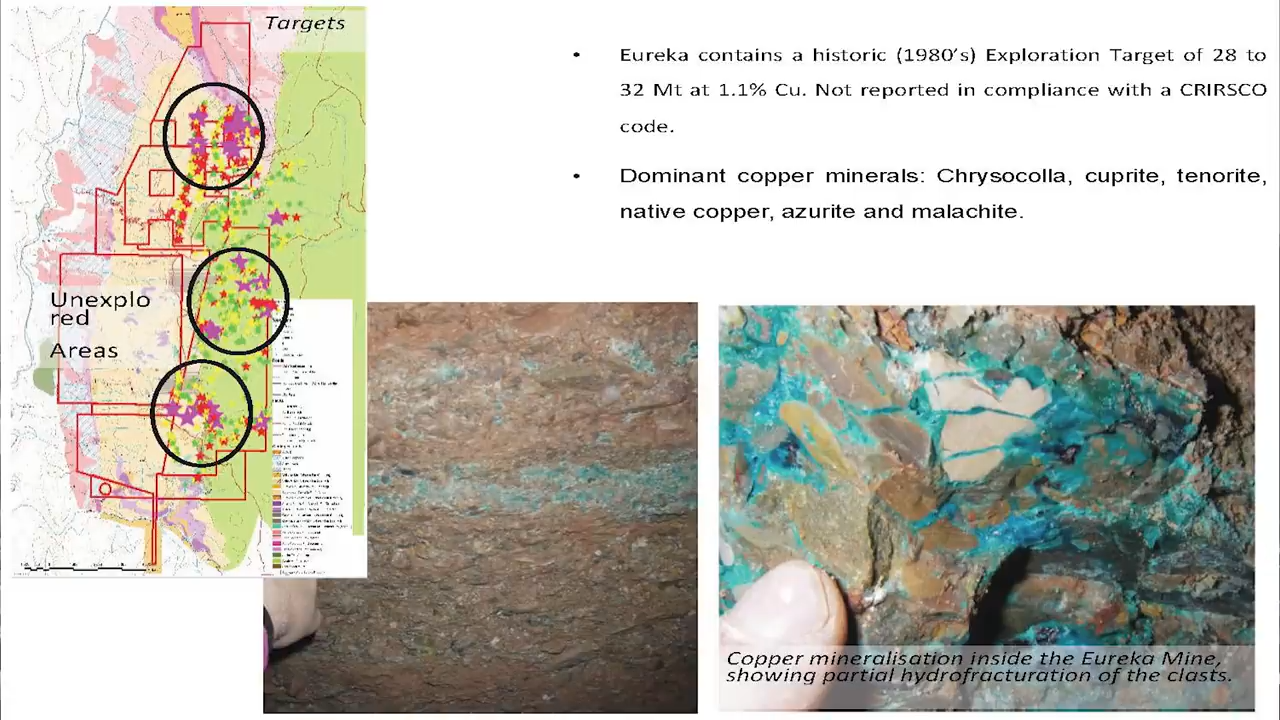 Targets
• Eureka contains a historic (1980’s) Exploration Target of 28 to
32 Mt at 1.1% Cu. Not reported in compliance with a CRIRSCO
code.
• Dominant copper minerals: Chrysocolla, cuprite, tenorite,
native copper, azurite and malachite.
Unexplo
red
Areas
Copper mineralisation inside the Eureka Mine,
showing partial hydrofracturation of the clasts.